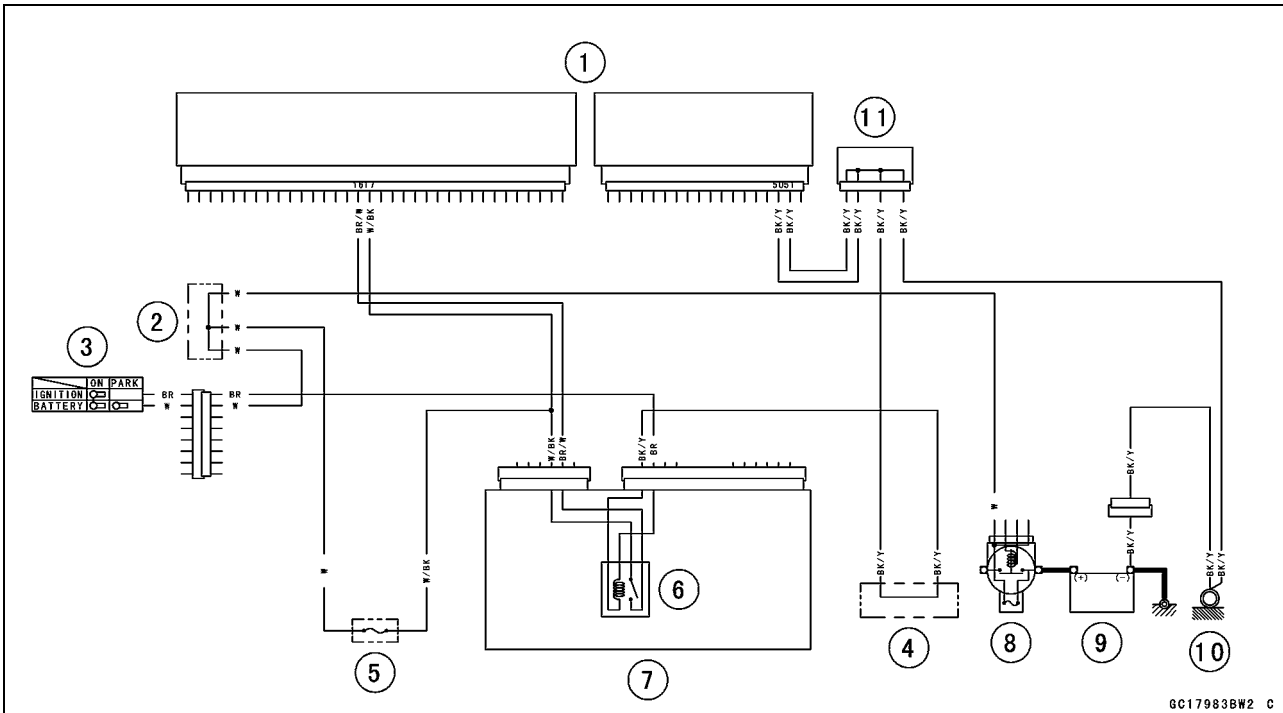 1
11
1617
5051
BR/W
W/BK
BK/Y
BK/Y
BK/Y
BK/Y
BK/Y
BK/Y
2
W
W
W
3
ON PARK
IGNITION
BATTERY
BR
W
BR
W
W/BK
BR/W
BK/Y
BR
BK/Y
W
BK/Y
W
W/BK
BK/Y
BK/Y
BK/Y
BK/Y
BK/Y
(+)
(-)
6
5
7
4
8
9
10
GC17983BW2 C